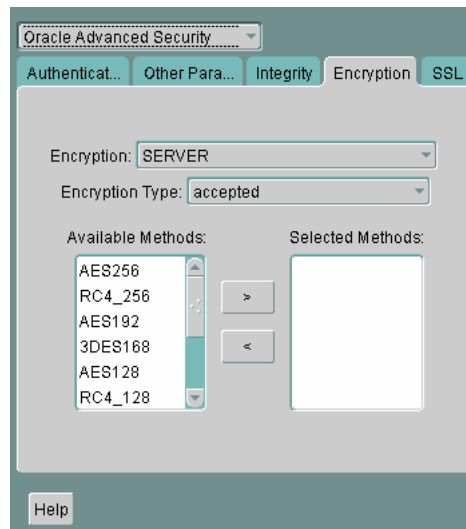 Oracle Advanced Security
Authenticat... Other Para... Integrity Encryption SSL
Encryption: SERVER
Encryption Type: accepted
Available Methods: Selected Methods:
AES256
RC4_256
>
AES192
3DES168
<
AES128
RC4_128
Help